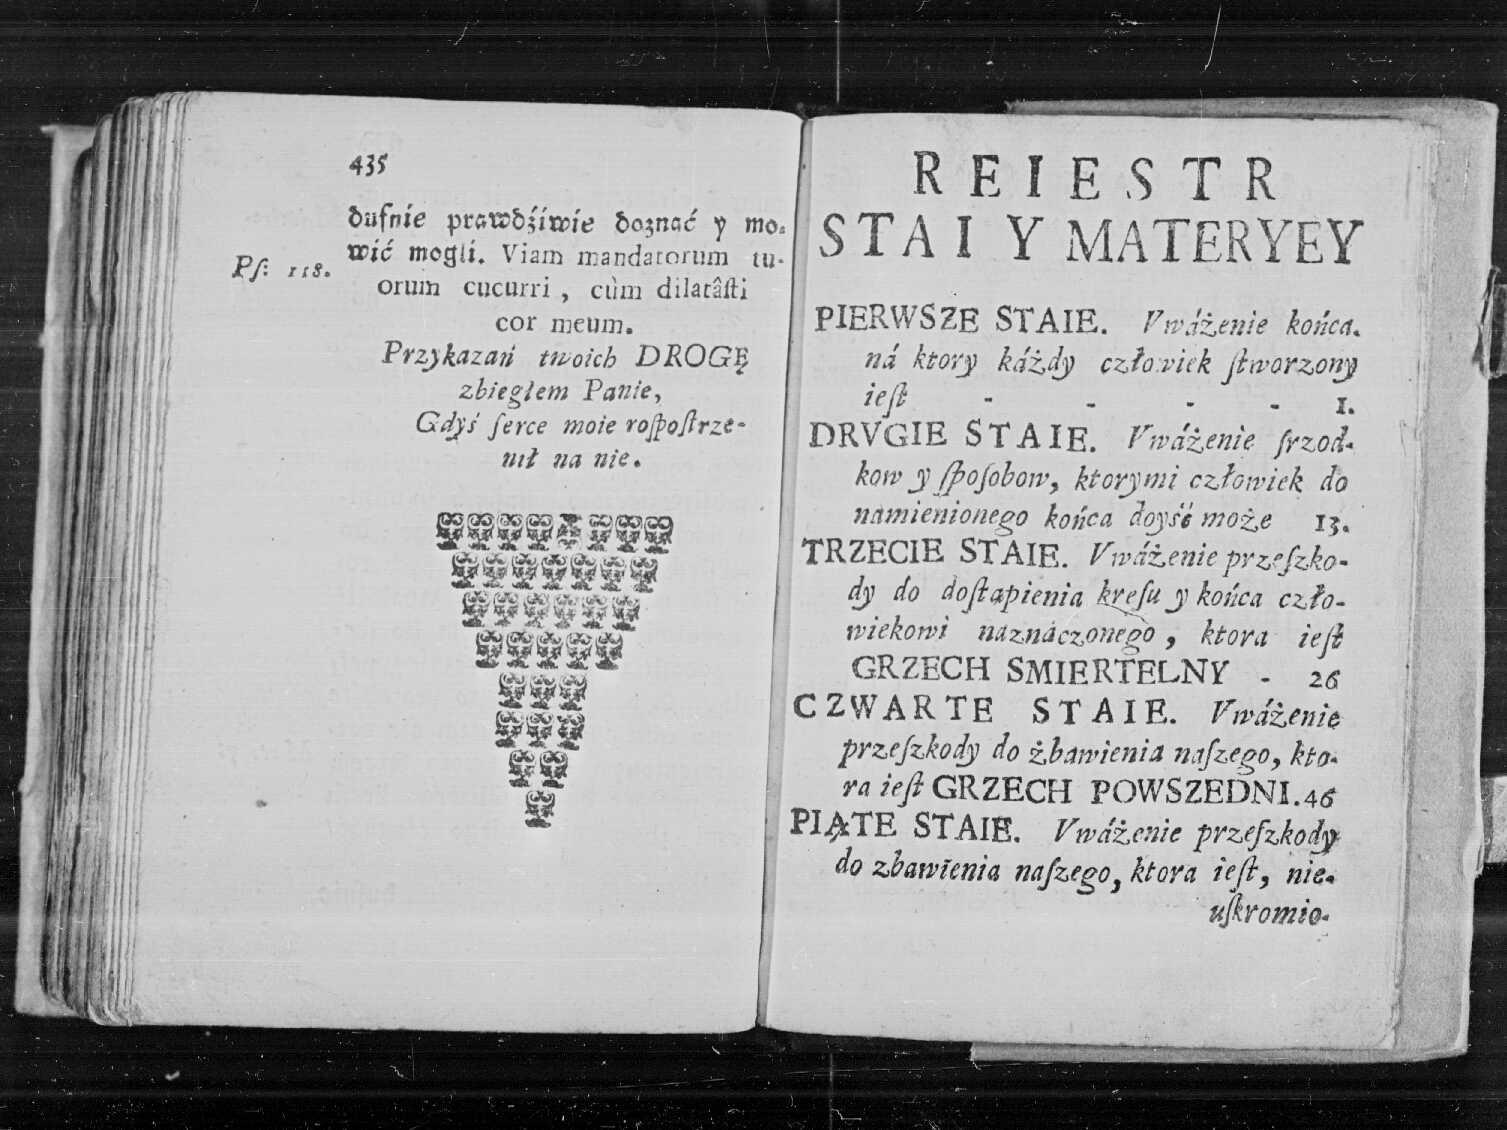 435
dusnie prawdźiwie doznać y mo-
wić mogli. Viam mandatorum tu-
Pſ: 118.
orum cucurri, cùm dilatâſti
cor meum.
Przykazań twoich DROGĘ
zbiegłem Panie,
Gdyś ſerce moie roſpoſtrze-
nił na nie.
REIESTR
STAI Y MATERYEY
PIERWSZE STAIE. Vwáżenie końca.
ná ktory káżdy człowiek ſtworzony
ieſt - - - - 1.
DRVGIE STAIE. Vwáżenie ſrzod-
kow y ſpoſobow, ktorymi człowiek do
namienionego końca doyść może 13.
TRZECIE STAIE. Vwáżenie przeſzko-
dy do doſtąpienia kreſu y końca czło-
wiekowi náznáczonego, ktora ieſt
GRZECH SMIERTELNY - 26
CZWARTE STAIE. Vwáżenie
przeſzkody do żbawienia naſzego, kto-
ra ieſt GRZECH POWSZEDNI. 46
PIĄTE STAIE. Vwáżenie przeſzkody
do zbawienia naſzego, ktora ieſt, nie-
uſkromio-